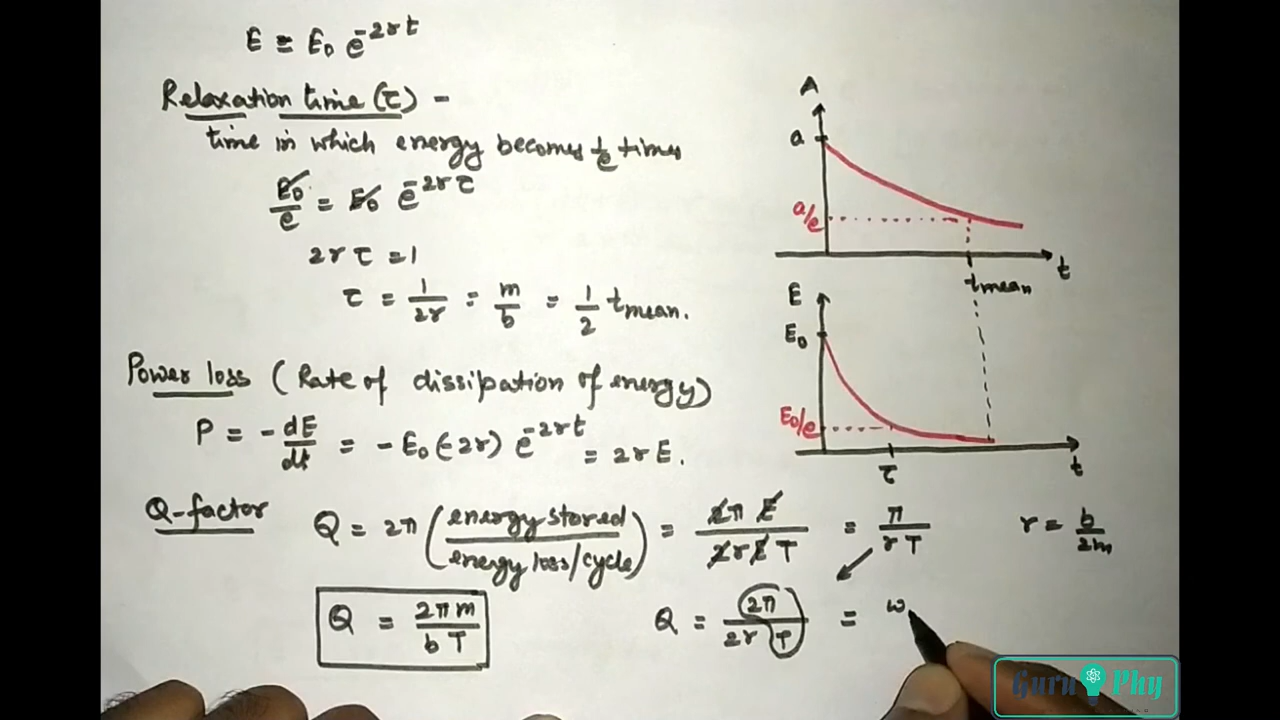 E = E₀ e^-2rt
Relaxation time (τ) -
time in which energy becomes 1/e times
E₀/e = E₀ e^-2rτ
2rτ = 1
τ = 1/2r = m/b = 1/2 tmean.
Power loss (Rate of dissipation of energy)
P = -dE/dt = -E₀(-2r) e^-2rt = 2rE.
Q-factor
Q = 2π (energy stored / energy loss/cycle) = 2πE / 2rET = π / rT
r = b/2m
Q = 2πm / bT
Q = 2π / 2rT = ω
A
a
a/e
tmean
t
E
E₀
E₀/e
τ
t
Guru Phy